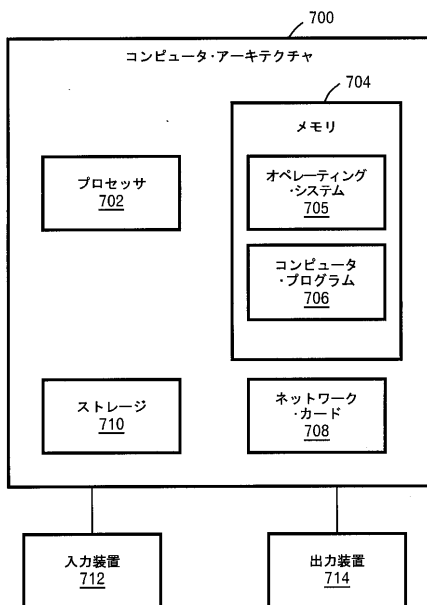 700
コンピュータ・アーキテクチャ
704
メモリ
プロセッサ
702
オペレーティング
・システム
705
コンピュータ
・プログラム
706
ストレージ
710
ネットワーク
・カード
708
入力装置
712
出力装置
714